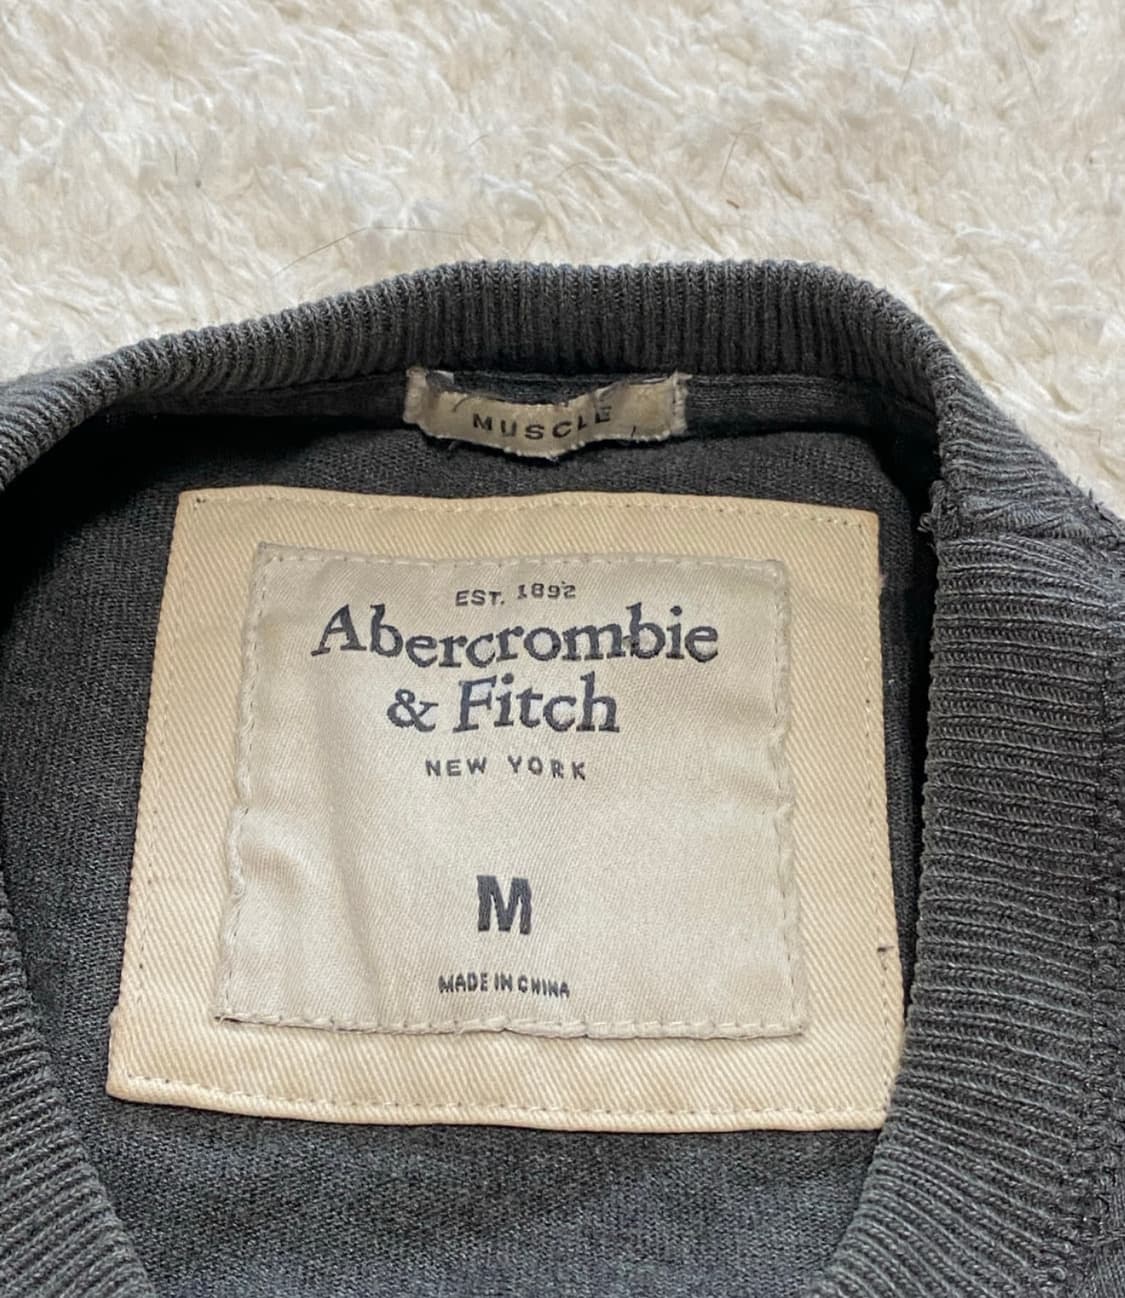 MUSCLE
EST. 1892
Abercrombie
& Fitch
NEW YORK
M
MADE IN CHINA